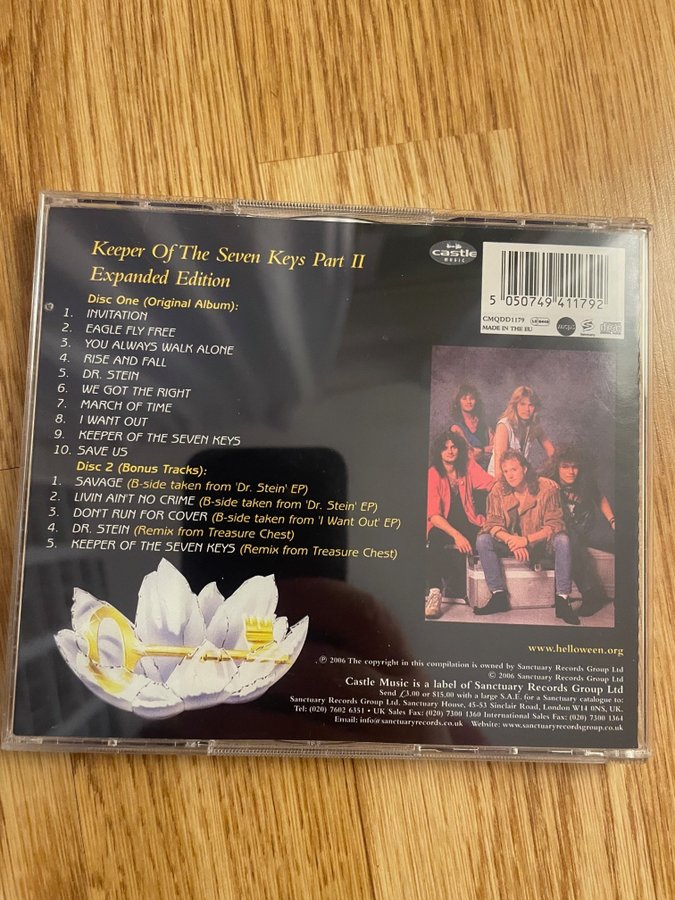 Keeper Of The Seven Keys Part II
Expanded Edition
Disc One (Original Album):
1. INVITATION
2. EAGLE FLY FREE
3. YOU ALWAYS WALK ALONE
4. RISE AND FALL
5. DR. STEIN
6. WE GOT THE RIGHT
7. MARCH OF TIME
8. I WANT OUT
9. KEEPER OF THE SEVEN KEYS
10. SAVE US
Disc 2 (Bonus Tracks):
1. SAVAGE (B-side taken from 'Dr. Stein' EP)
2. LIVIN AIN'T NO CRIME (B-side taken from 'Dr. Stein' EP)
3. DON'T RUN FOR COVER (B-side taken from 'I Want Out' EP)
4. DR. STEIN (Remix from Treasure Chest)
5. KEEPER OF THE SEVEN KEYS (Remix from Treasure Chest)
castle
MUSIC
5 050749 411792
CMQDD1179
MADE IN THE EU
www.helloween.org
℗ 2006 The copyright in this compilation is owned by Sanctuary Records Group Ltd
© 2006 Sanctuary Records Group Ltd
Castle Music is a label of Sanctuary Records Group Ltd
Send £3.00 or $15.00 with a large S.A.E. for a Sanctuary catalogue to:
Sanctuary Records Group Ltd. Sanctuary House, 45-53 Sinclair Road, London W14 0NS, UK.
Tel: (020) 7602 6351 • UK Sales Fax: (020) 7300 1360 International Sales Fax: (020) 7300 1364
Email: info@sanctuaryrecords.co.uk Website: www.sanctuaryrecordsgroup.co.uk